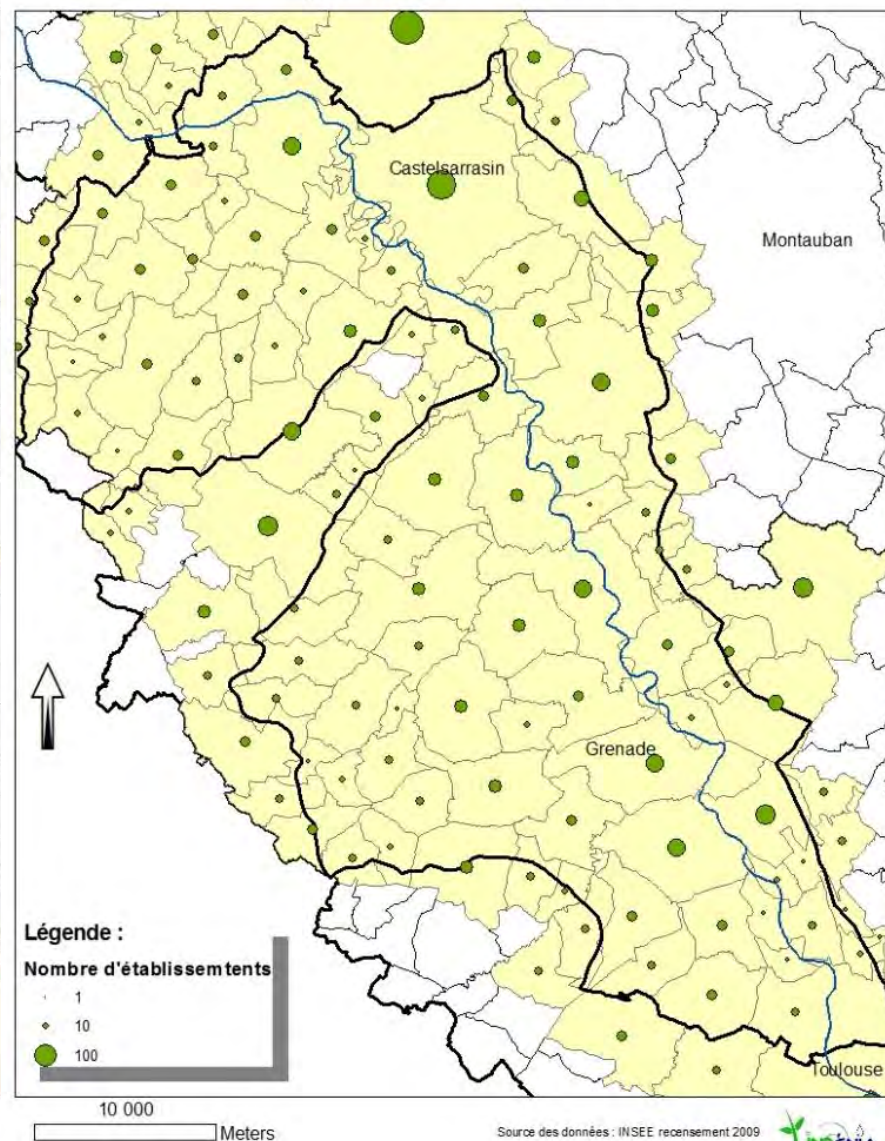 Castelsarrasin
Montauban
Grenade
Légende :
Nombre d'établissemtents
1
10
100
Toulouse
10 000
Meters
Source des données : INSEE recensement 2009